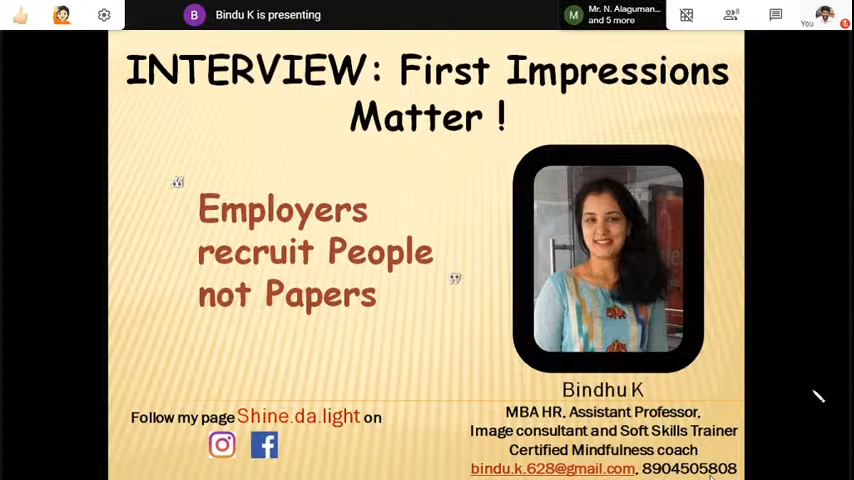 Bindu K is presenting
B
M
Mr. N. Alaguman...
and 5 more
8
You
INTERVIEW: First Impressions
Matter !
“
Employers
recruit People
not Papers
”
Bindhu K
MBA HR, Assistant Professor,
Image consultant and Soft Skills Trainer
Certified Mindfulness coach
bindu.k.628@gmail.com, 8904505808
Follow my page Shine.da.light on